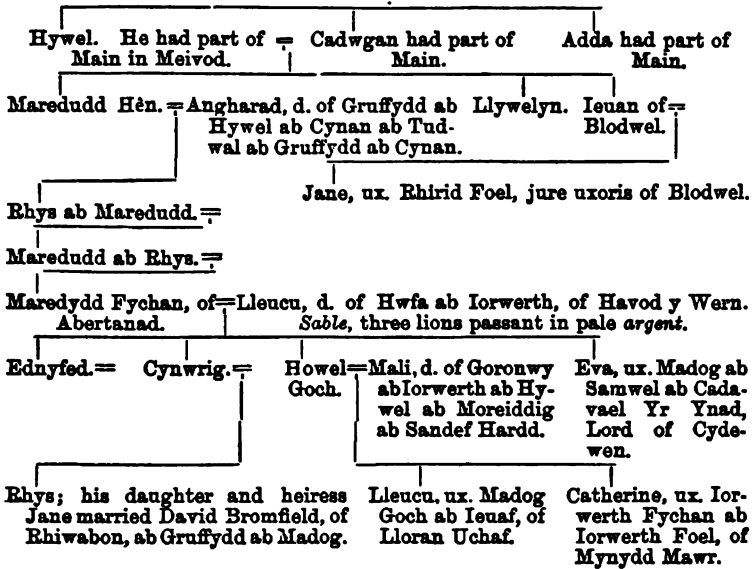 Hywel. He had part of = Main in Meivod.
Cadwgan had part of Main.
Adda had part of Main.
Maredudd Hên. = Angharad, d. of Gruffydd ab
Hywel ab Cynan ab Tud-
wal ab Gruffydd ab Cynan.
Llywelyn.
Ieuan of =
Blodwel.
Jane, ux. Rhirid Foel, jure uxoris of Blodwel.
Rhys ab Maredudd. =
Maredudd ab Rhys. =
Maredydd Fychan, of = Lleucu, d. of Hwfa ab Iorwerth, of Havod y Wern.
Abertanad. Sable, three lions passant in pale argent.
Ednyfed. =
Cynwrig. =
Howel =
Goch.
Mali, d. of Goronwy
ab Iorwerth ab Hy-
wel ab Moreiddig
ab Sandef Hardd.
Eva, ux. Madog ab
Samwel ab Cada-
vael Yr Ynad,
Lord of Cyde-
wen.
Rhys; his daughter and heiress
Jane married David Bromfield, of
Rhiwabon, ab Gruffydd ab Madog.
Lleucu, ux. Madog
Goch ab Ieuaf, of
Lloran Uchaf.
Catherine, ux. Ior-
werth Fychan ab
Iorwerth Foel, of
Mynydd Mawr.